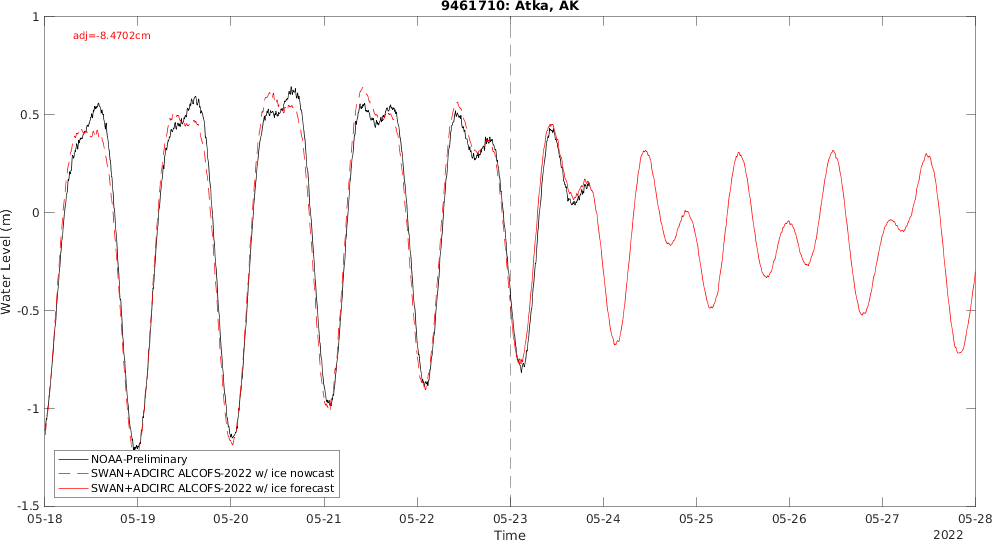 9461710: Atka, AK
adj=-8.4702cm
1
0.5
0
-0.5
-1
-1.5
Water Level (m)
NOAA-Preliminary
SWAN+ADCIRC ALCOFS-2022 w/ ice nowcast
SWAN+ADCIRC ALCOFS-2022 w/ ice forecast
05-18 05-19 05-20 05-21 05-22 05-23 05-24 05-25 05-26 05-27 05-28
Time
2022